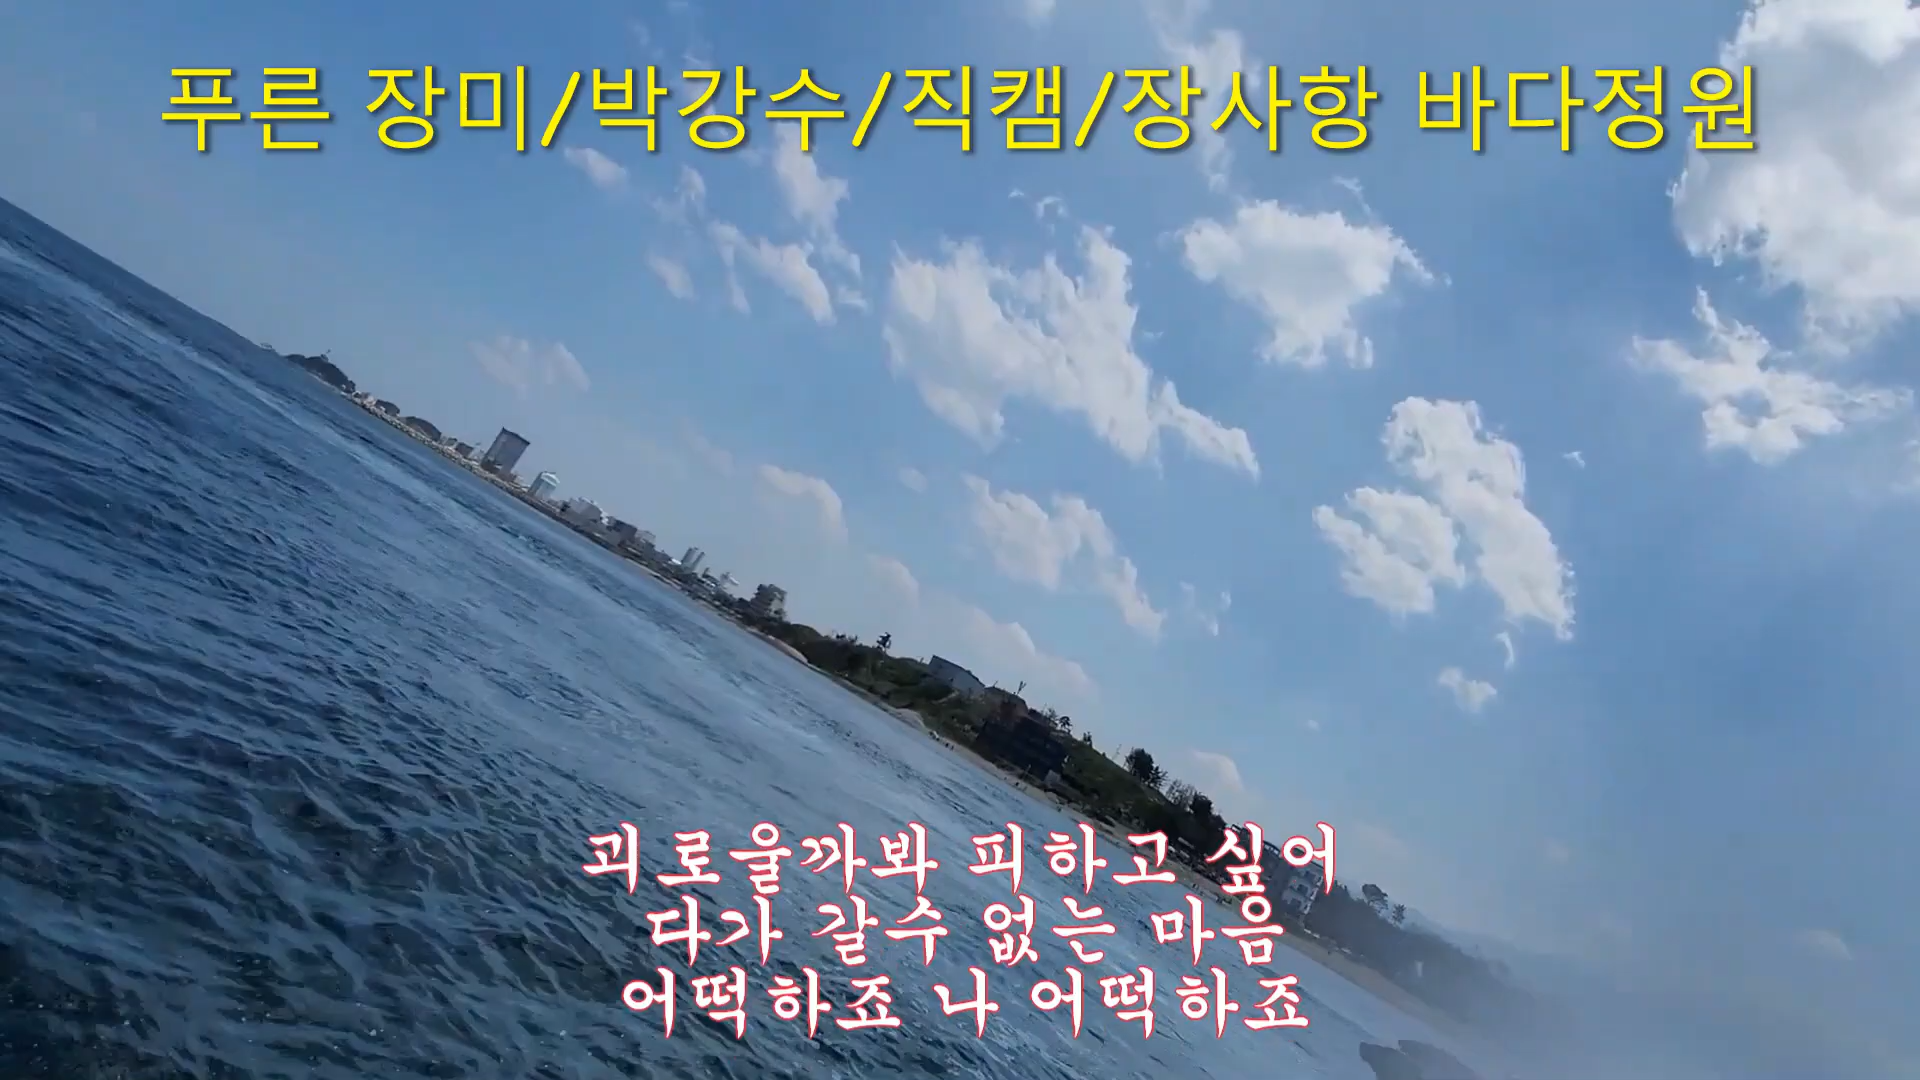 푸른 장미/박강수/직캠/장사항 바다정원
괴로울까봐 피하고 싶어
다가 갈수 없는 마음
어떡하죠 나 어떡하죠